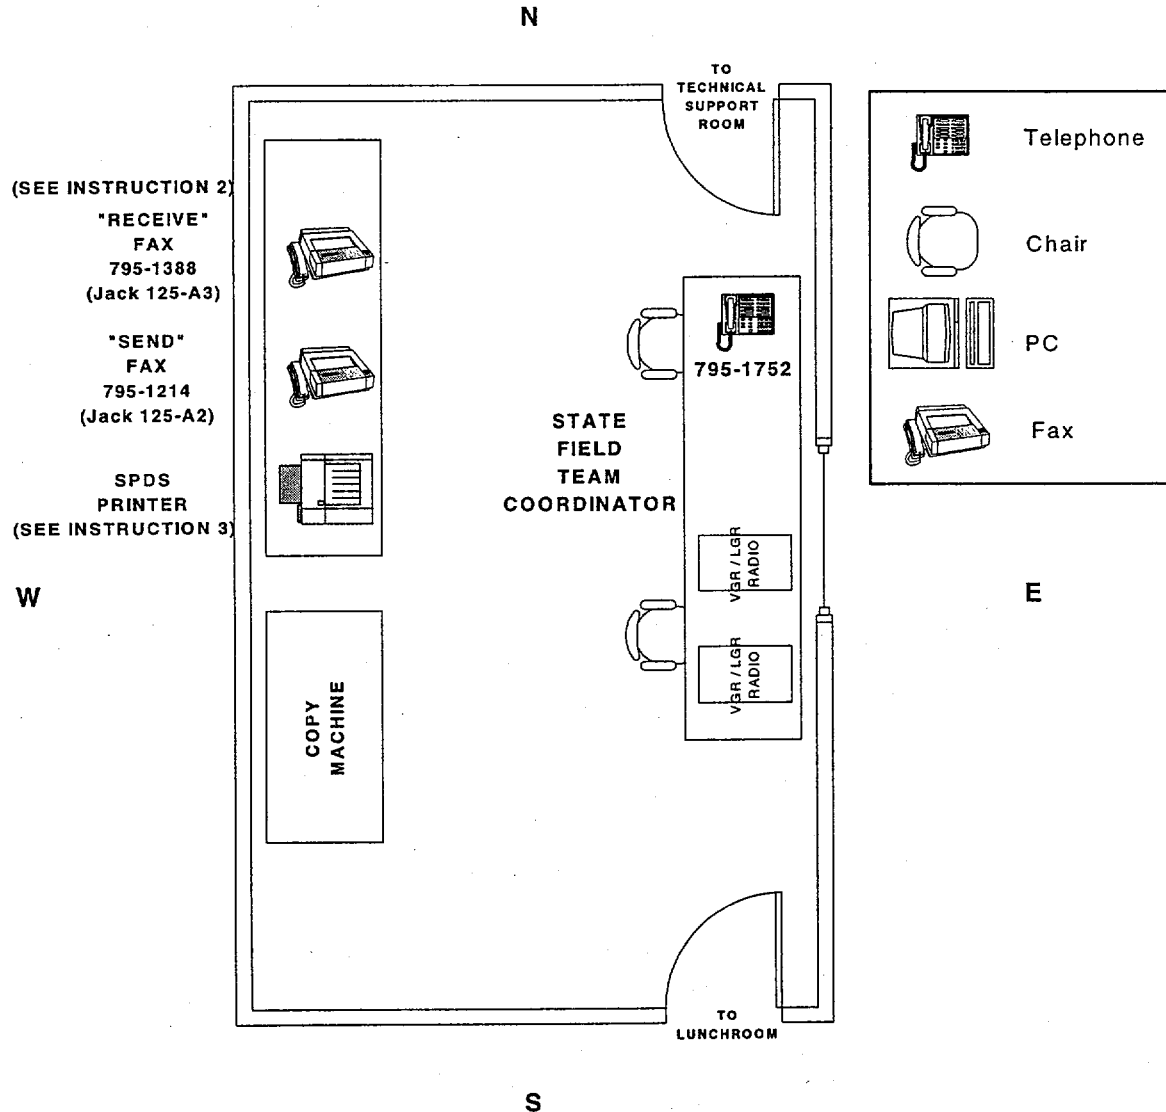 N
TO
TECHNICAL
SUPPORT
ROOM
Telephone
Chair
PC
Fax
(SEE INSTRUCTION 2)
"RECEIVE"
FAX
795-1388
(Jack 125-A3)
"SEND"
FAX
795-1214
(Jack 125-A2)
SPDS
PRINTER
(SEE INSTRUCTION 3)
795-1752
STATE
FIELD
TEAM
COORDINATOR
VGR / LGR
RADIO
VGR / LGR
RADIO
W
E
COPY
MACHINE
TO
LUNCHROOM
S